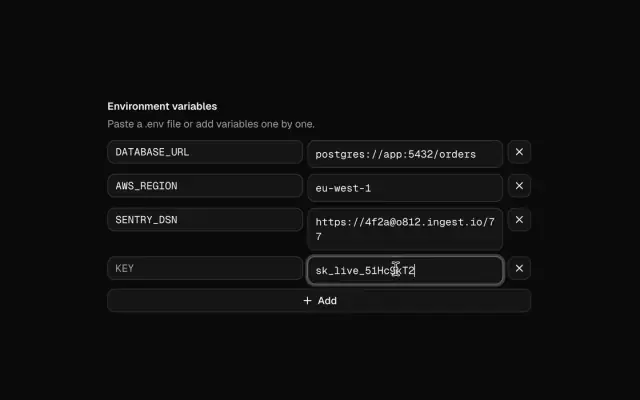 Environment variables
Paste a .env file or add variables one by one.
DATABASE_URL
postgres://app:5432/orders
AWS_REGION
eu-west-1
SENTRY_DSN
https://4f2a@o812.ingest.io/7
7
KEY
sk_live_51Hc9kT2
+ Add